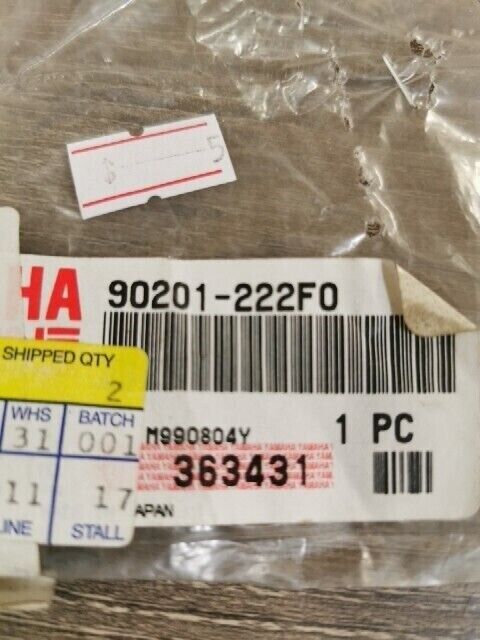 5
HA
90201-222F0
SHIPPED QTY
2
WHS BATCH
31 001
M990804Y 1 PC
363431
11 17
INE STALL
APAN